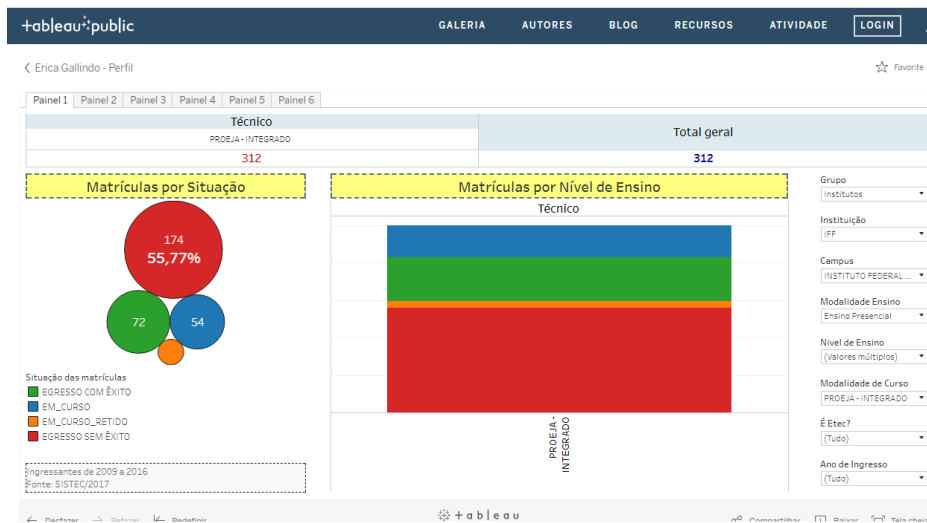 +ableau public
GALERIA AUTORES BLOG RECURSOS ATIVIDADE LOGIN
Erica Gallindo - Perfil
Favorite
Painel 1 Painel 2 Painel 3 Painel 4 Painel 5 Painel 6
Técnico
PROEJA - INTEGRADO
312
Total geral
312
Matrículas por Situação
174
55,77%
72
54
Situação das matrículas
EGRESSO COM ÊXITO
EM_CURSO
EM_CURSO_RETIDO
EGRESSO SEM ÊXITO
Ingressantes de 2009 a 2016
Fonte: SISTEC/2017
Matrículas por Nível de Ensino
Técnico
PROEJA -
INTEGRADO
Grupo
Institutos
Instituição
IFF
Campus
INSTITUTO FEDERAL ...
Modalidade Ensino
Ensino Presencial
Nivel de Ensino
(Valores múltiplos)
Modalidade de Curso
PROEJA - INTEGRADO
É Etec?
(Tudo)
Ano de Ingresso
(Tudo)
Desfazer Refazer Redefinir
+ableau
Compartilhar Baixar Tela cheia